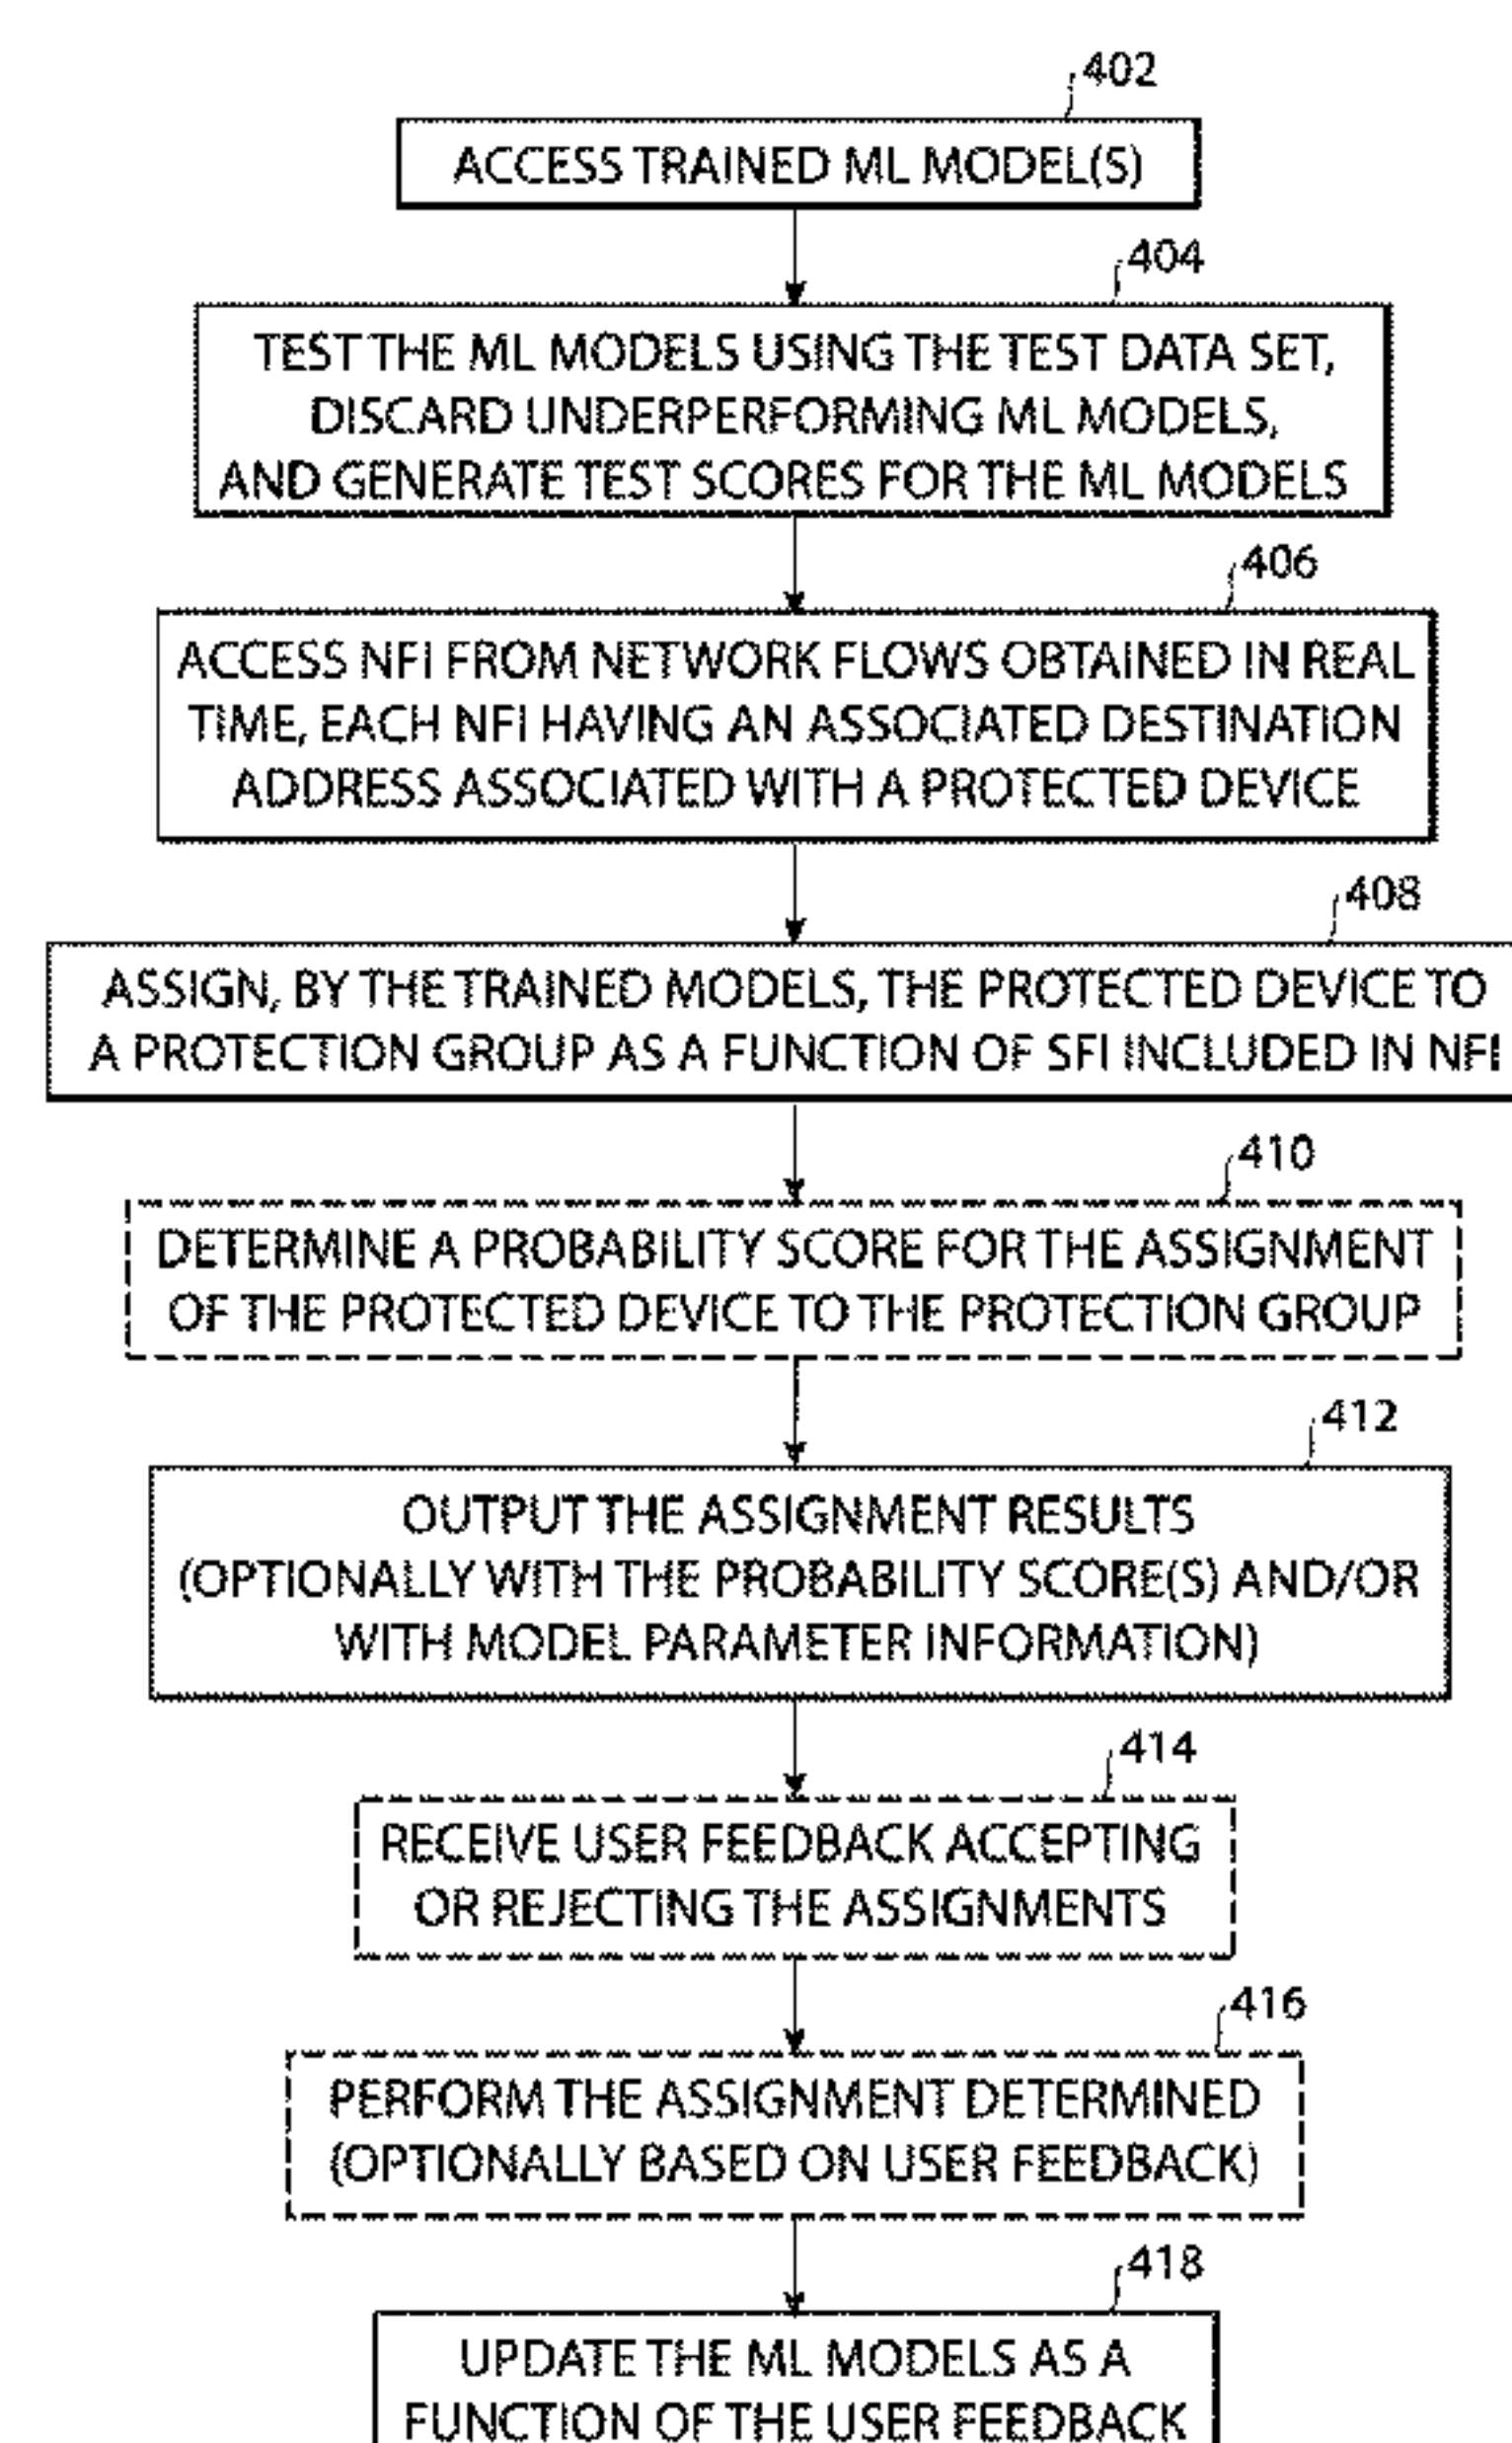 402
ACCESS TRAINED ML MODEL(S)
404
TEST THE ML MODELS USING THE TEST DATA SET,
DISCARD UNDERPERFORMING ML MODELS,
AND GENERATE TEST SCORES FOR THE ML MODELS
406
ACCESS NFI FROM NETWORK FLOWS OBTAINED IN REAL
TIME, EACH NFI HAVING AN ASSOCIATED DESTINATION
ADDRESS ASSOCIATED WITH A PROTECTED DEVICE
408
ASSIGN, BY THE TRAINED MODELS, THE PROTECTED DEVICE TO
A PROTECTION GROUP AS A FUNCTION OF SFI INCLUDED IN NFI
410
DETERMINE A PROBABILITY SCORE FOR THE ASSIGNMENT
OF THE PROTECTED DEVICE TO THE PROTECTION GROUP
412
OUTPUT THE ASSIGNMENT RESULTS
(OPTIONALLY WITH THE PROBABILITY SCORE(S) AND/OR
WITH MODEL PARAMETER INFORMATION)
414
RECEIVE USER FEEDBACK ACCEPTING
OR REJECTING THE ASSIGNMENTS
416
PERFORM THE ASSIGNMENT DETERMINED
(OPTIONALLY BASED ON USER FEEDBACK)
418
UPDATE THE ML MODELS AS A
FUNCTION OF THE USER FEEDBACK